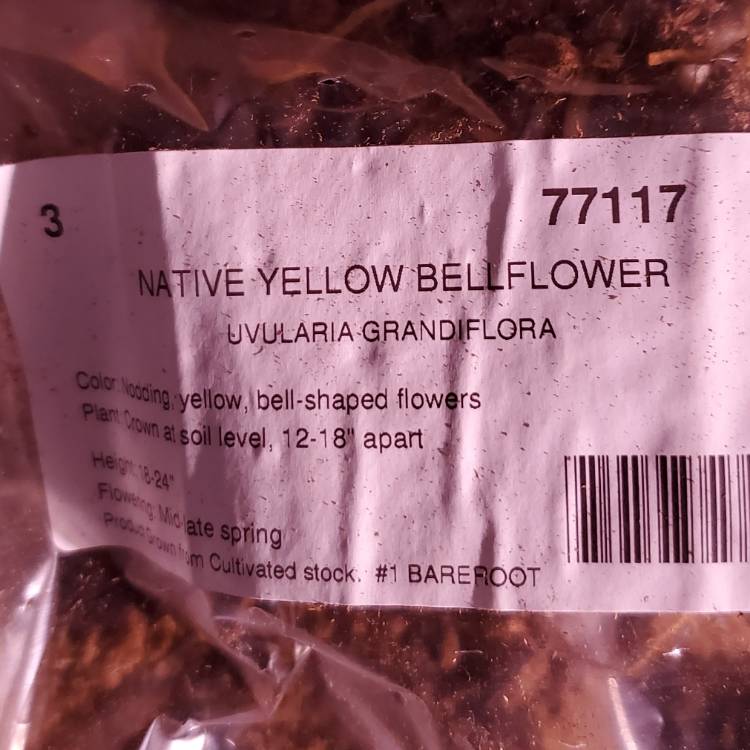 3
77117
NATIVE YELLOW BELLFLOWER
UVULARIA GRANDIFLORA
Color: Nodding, yellow, bell-shaped flowers
Plant: Crown at soil level, 12-18" apart
Height: 18-24"
Flowering: Mid-late spring
Product Grown from Cultivated stock. #1 BAREROOT